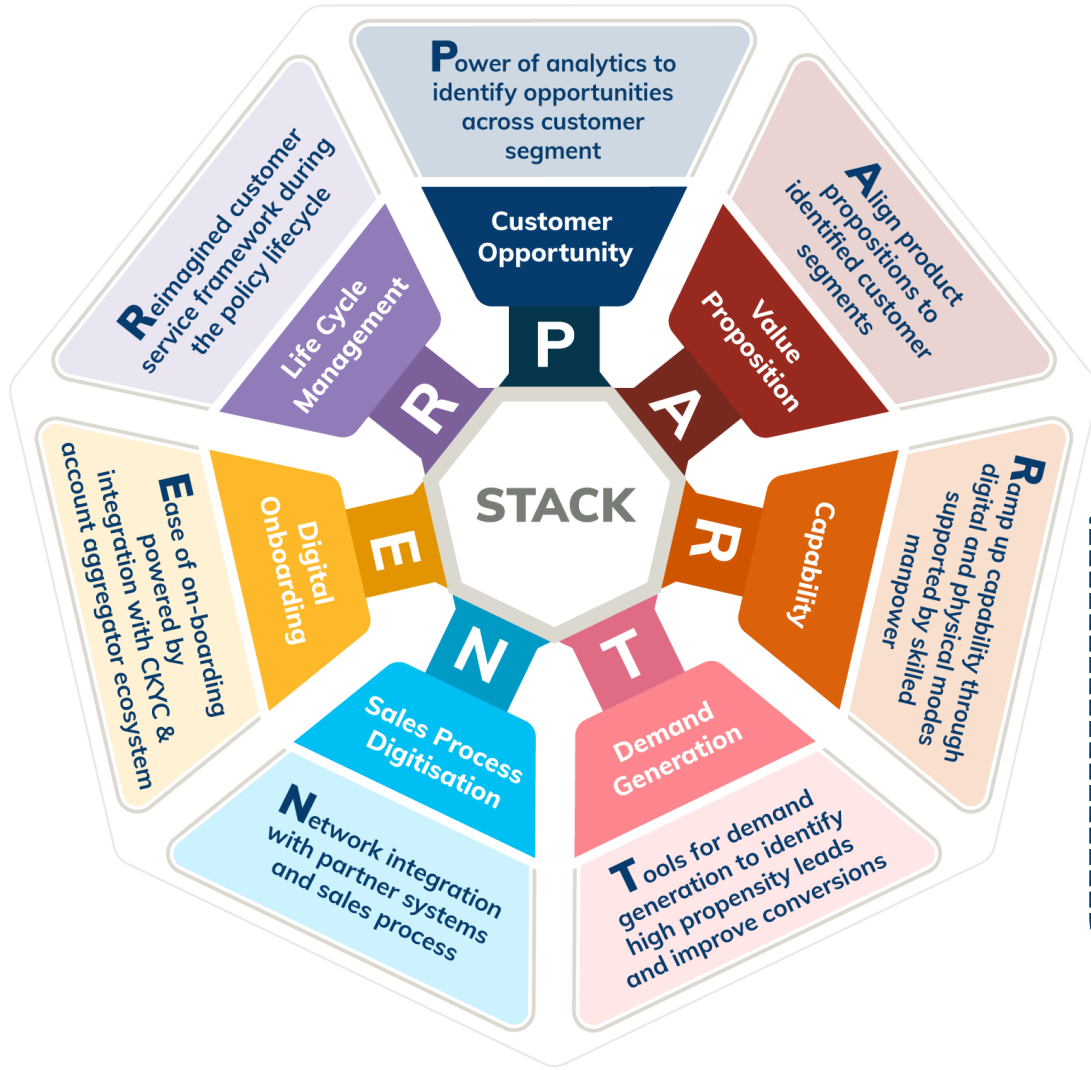 Power of analytics to
identify opportunities
across customer
segment
Customer
Opportunity
P
Align product
propositions to
identified customer
segments
Value
Proposition
A
Ramp up capability through
digital and physical modes
supported by skilled
manpower
Capability
R
Tools for demand
generation to identify
high propensity leads
and improve conversions
Demand
Generation
T
Network integration
with partner systems
and sales process
Sales Process
Digitisation
N
Ease of on-boarding
powered by
integration with CKYC &
account aggregator ecosystem
Digital
Onboarding
E
Reimagined customer
service framework during
the policy lifecycle
Life Cycle
Management
R
STACK